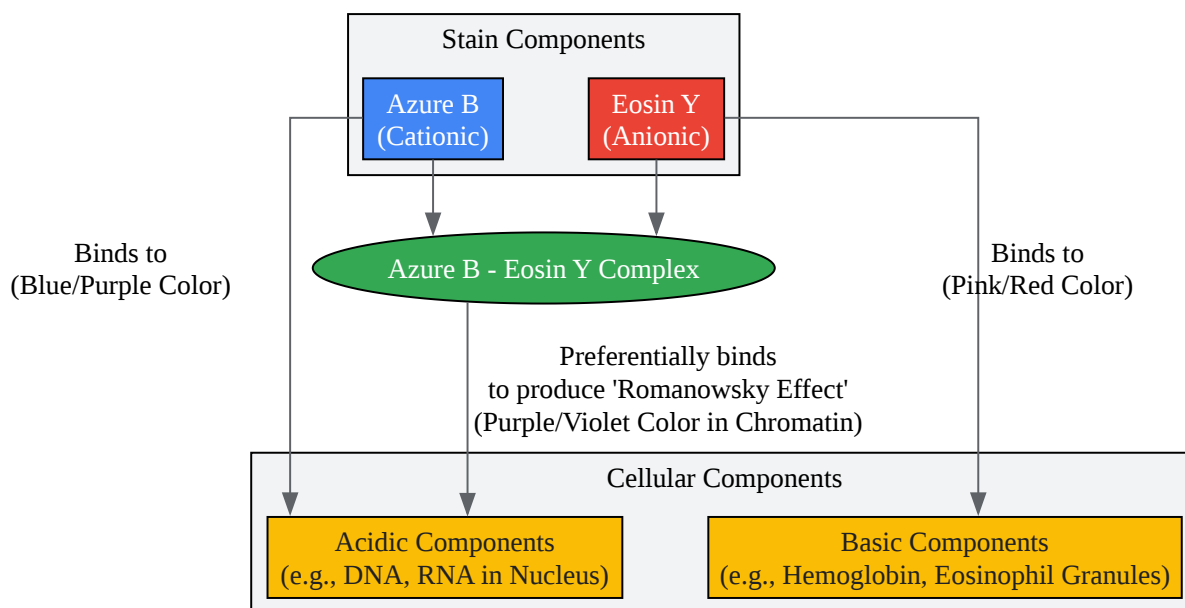 Stain Components
Azure B
(Cationic)
Eosin Y
(Anionic)
Binds to
(Blue/Purple Color)
Azure B - Eosin Y Complex
Binds to
(Pink/Red Color)
Preferentially binds
to produce 'Romanowsky Effect'
(Purple/Violet Color in Chromatin)
Cellular Components
Acidic Components
(e.g., DNA, RNA in Nucleus)
Basic Components
(e.g., Hemoglobin, Eosinophil Granules)